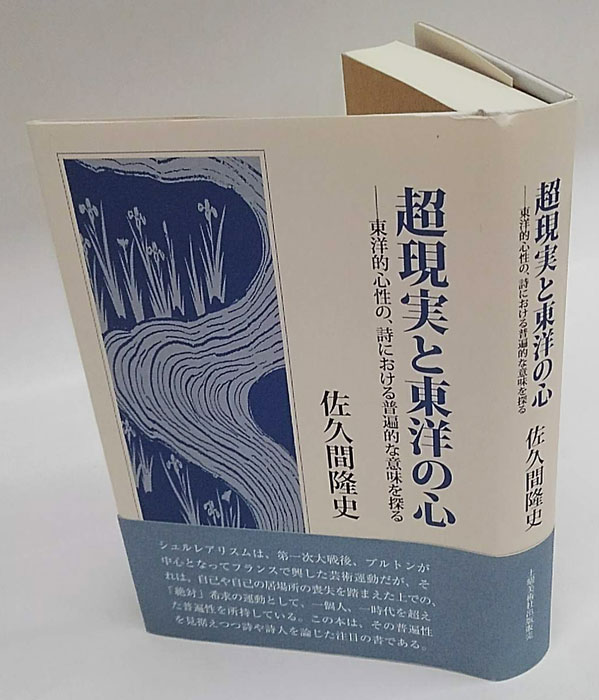 超現実と東洋の心
──東洋的心性の、詩における普遍的な意味を探る
佐久間隆史
シュルレアリスムは、第一次大戦後、ブルトンが
中心となってフランスで興した芸術運動だが、そ
れは、自己や自己の居場所の喪失を踏まえた上での、
「絶対」希求の運動として、一個人、一時代を超え
た普遍性を所持している。この本は、その普遍性
を見据えつつ詩や詩人を論じた注目の書である。
超現実と東洋の心
──東洋的心性の、詩における普遍的な意味を探る
佐久間隆史
土曜美術社出版販売